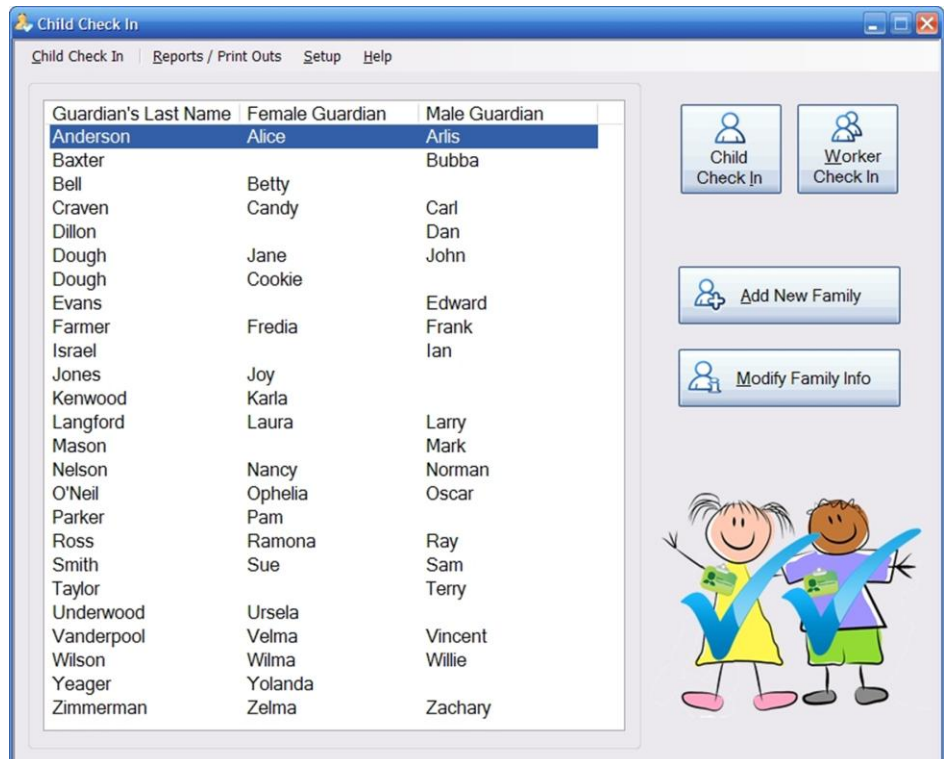 Child Check In
Child Check In Reports / Print Outs Setup Help
Guardian's Last Name Female Guardian Male Guardian
Anderson Alice Arlis
Baxter Bubba
Bell Betty
Craven Candy Carl
Dillon Dan
Dough Jane John
Dough Cookie
Evans Edward
Farmer Fredia Frank
Israel Ian
Jones Joy
Kenwood Karla
Langford Laura Larry
Mason Mark
Nelson Nancy Norman
O'Neil Ophelia Oscar
Parker Pam
Ross Ramona Ray
Smith Sue Sam
Taylor Terry
Underwood Ursela
Vanderpool Velma Vincent
Wilson Wilma Willie
Yeager Yolanda
Zimmerman Zelma Zachary
Child
Check In
Worker
Check In
Add New Family
Modify Family Info